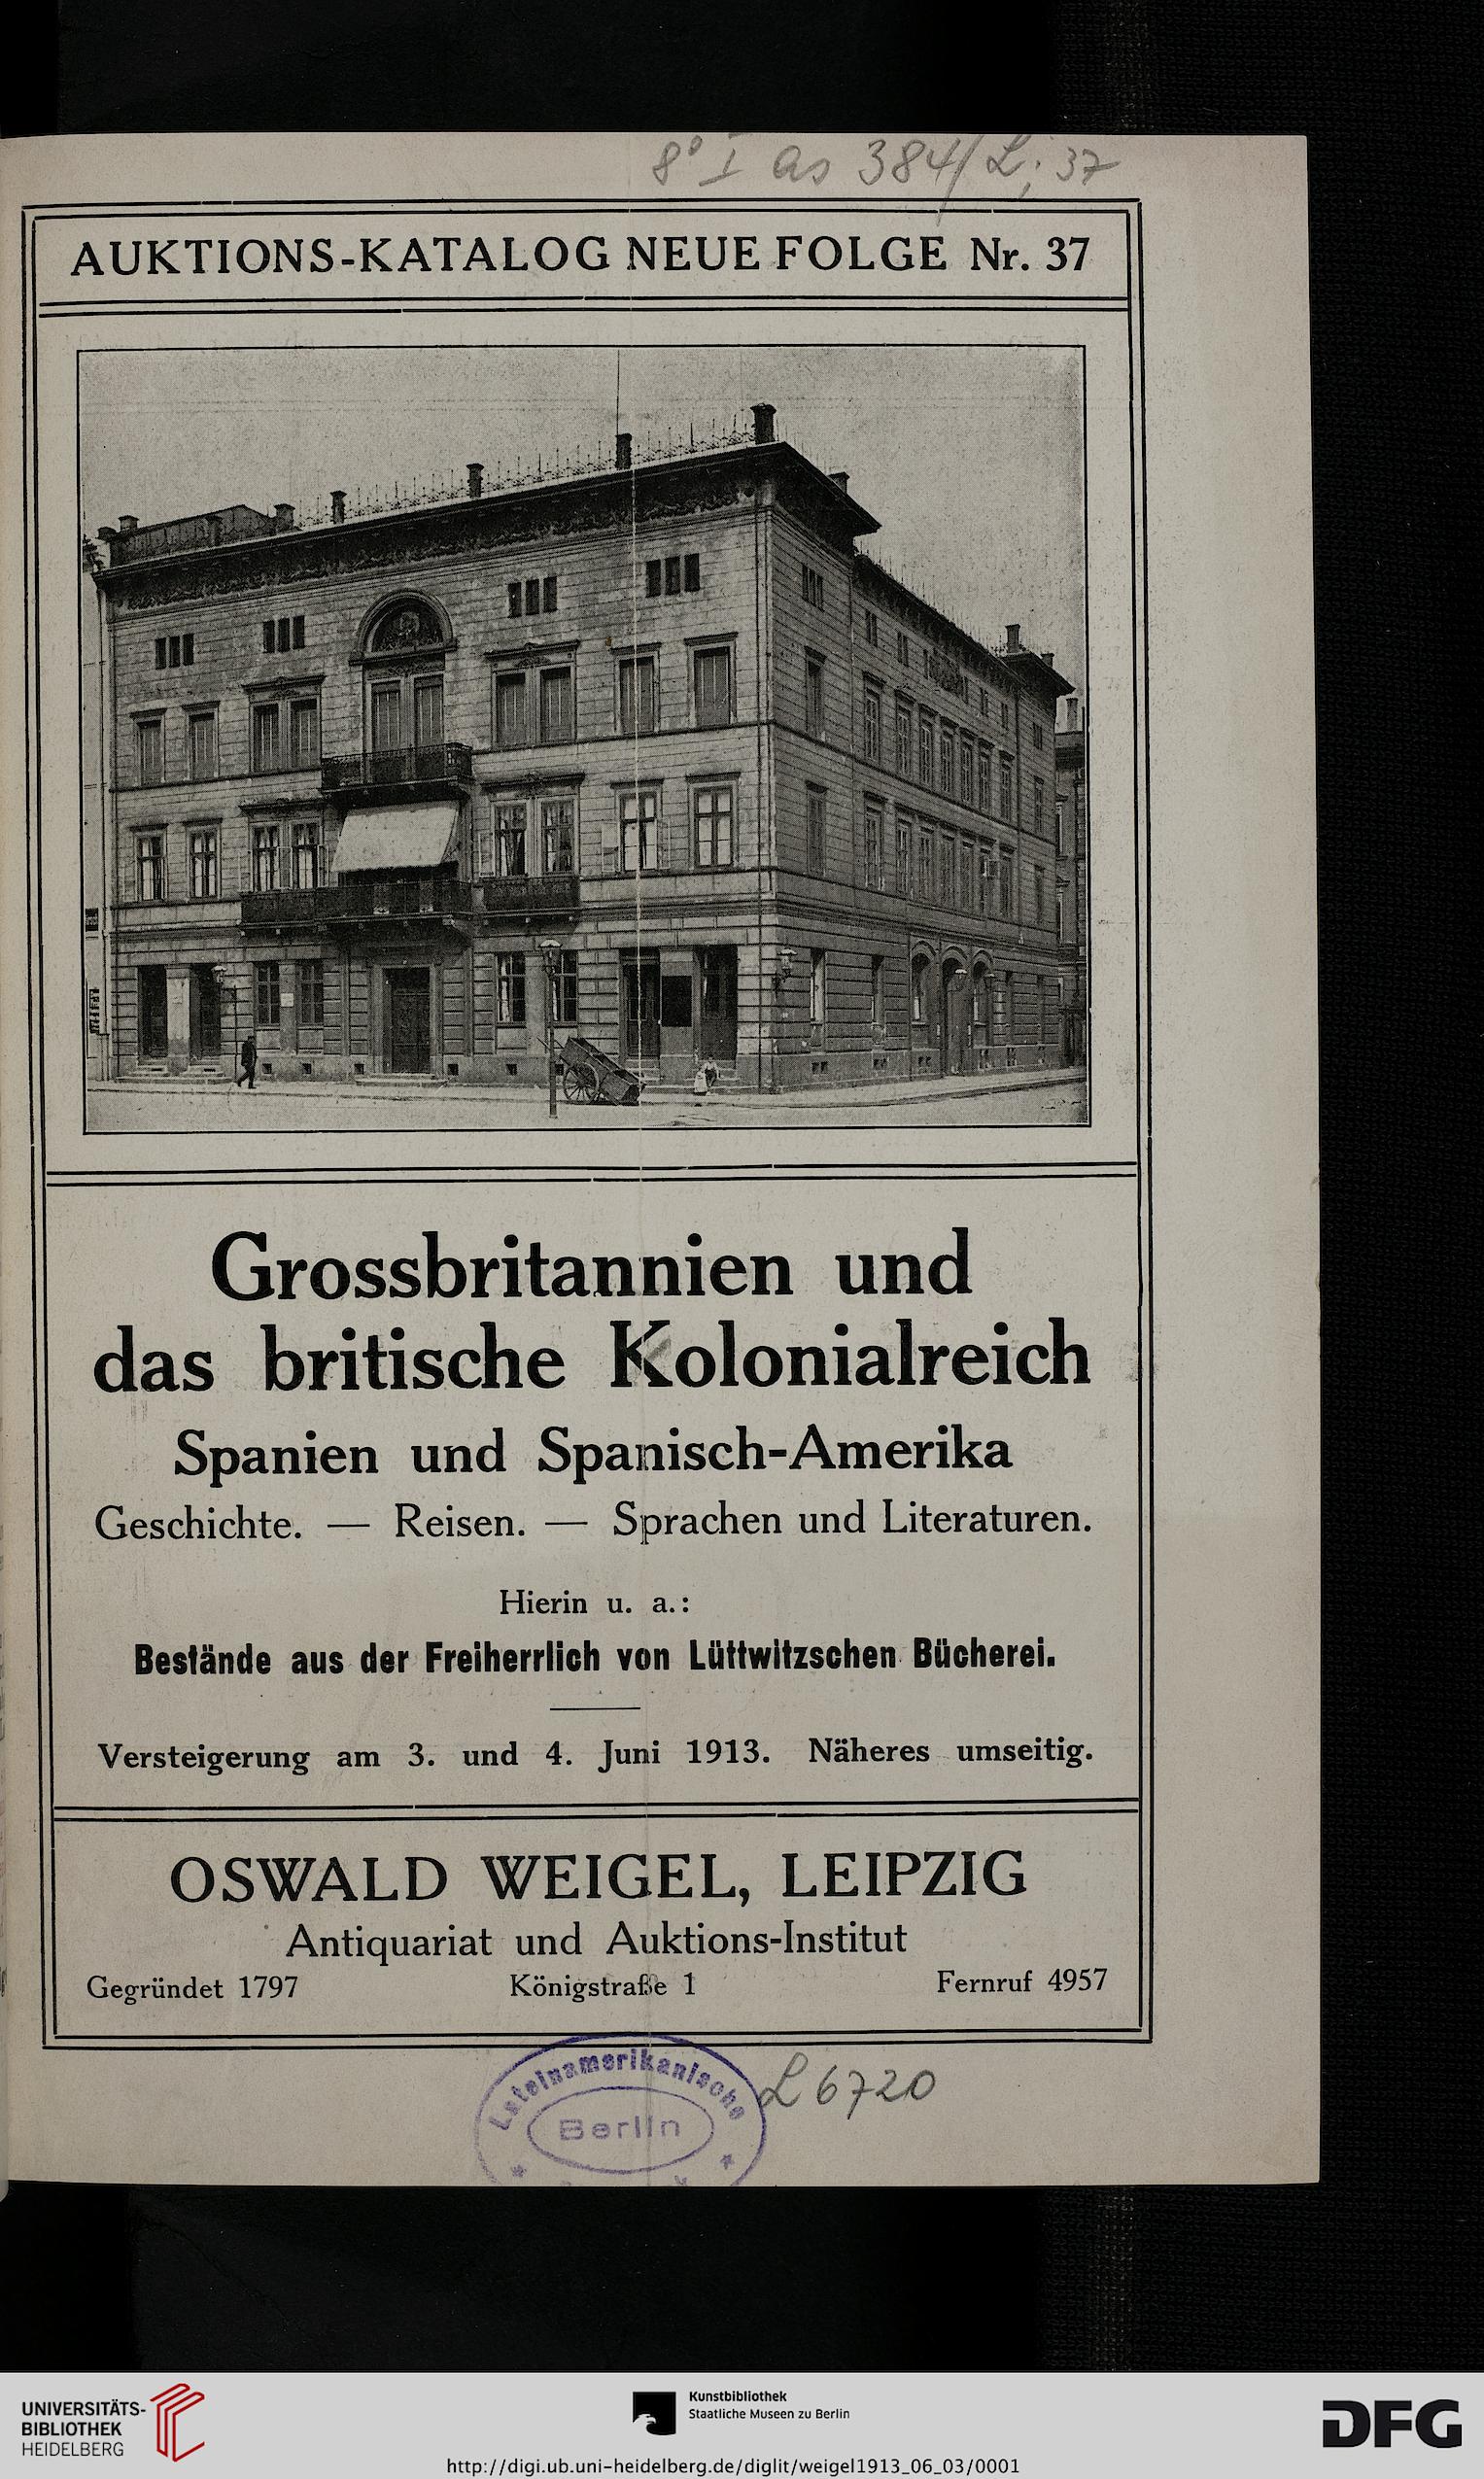 8° I as 384/L; 37
AUKTIONS-KATALOG NEUE FOLGE Nr. 37
Grossbritannien und
das britische Kolonialreich
Spanien und Spanisch-Amerika
Geschichte. — Reisen. — Sprachen und Literaturen.
Hierin u. a.:
Bestände aus der Freiherrlich von Lüttwitzschen Bücherei.
Versteigerung am 3. und 4. Juni 1913. Näheres umseitig.
OSWALD WEIGEL, LEIPZIG
Antiquariat und Auktions-Institut
Gegründet 1797 Königstraße 1 Fernruf 4957
Lateinamerikanische
Berlin
L 6720
UNIVERSITÄTS-
BIBLIOTHEK
HEIDELBERG
Kunstbibliothek
Staatliche Museen zu Berlin
DFG
http://digi.ub.uni-heidelberg.de/diglit/weigel1913_06_03/0001